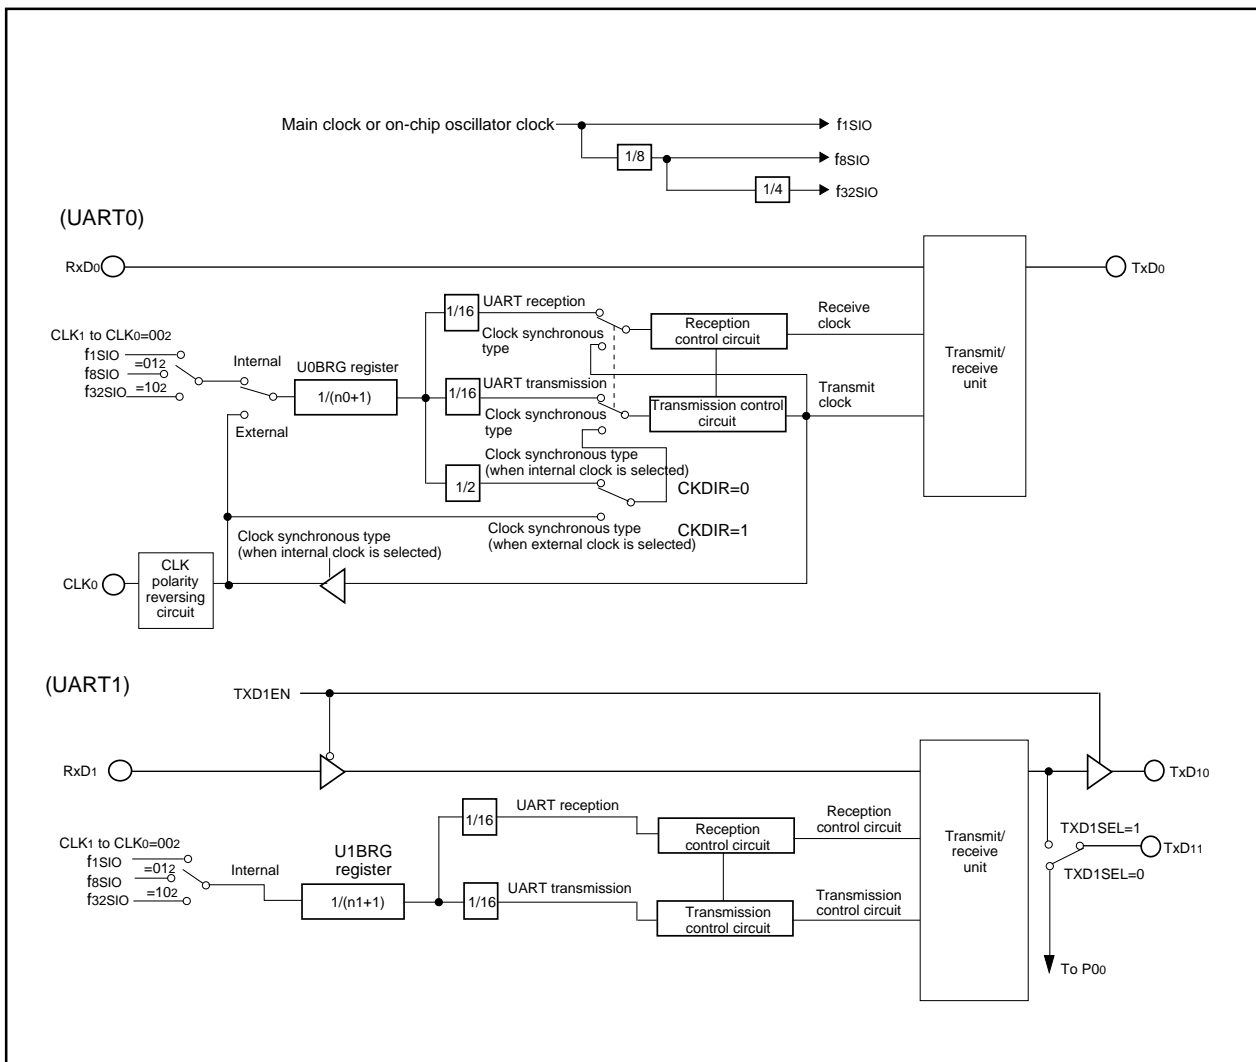 Main clock or on-chip oscillator clock
f1SIO
1/8
f8SIO
1/4
f32SIO
(UART0)
RxD0
TxD0
CLK1 to CLK0=002
f1SIO
=012
f8SIO
=102
f32SIO
Internal
External
U0BRG register
1/(n0+1)
1/16
UART reception
Clock synchronous
type
Reception
control circuit
Receive
clock
Transmit/
receive
unit
1/16
UART transmission
Clock synchronous
type
Transmission control
circuit
Transmit
clock
Clock synchronous type
(when internal clock is selected)
1/2
CKDIR=0
Clock synchronous type
(when external clock is selected)
CKDIR=1
Clock synchronous type
(when internal clock is selected)
CLK0
CLK
polarity
reversing
circuit
(UART1)
TXD1EN
RxD1
TxD10
CLK1 to CLK0=002
f1SIO
=012
f8SIO
=102
f32SIO
Internal
U1BRG
register
1/(n1+1)
1/16
UART reception
Reception
control circuit
Reception
control circuit
Transmit/
receive
unit
1/16
UART transmission
Transmission
control circuit
Transmission
control circuit
TXD1SEL=1
TxD11
TXD1SEL=0
To P00